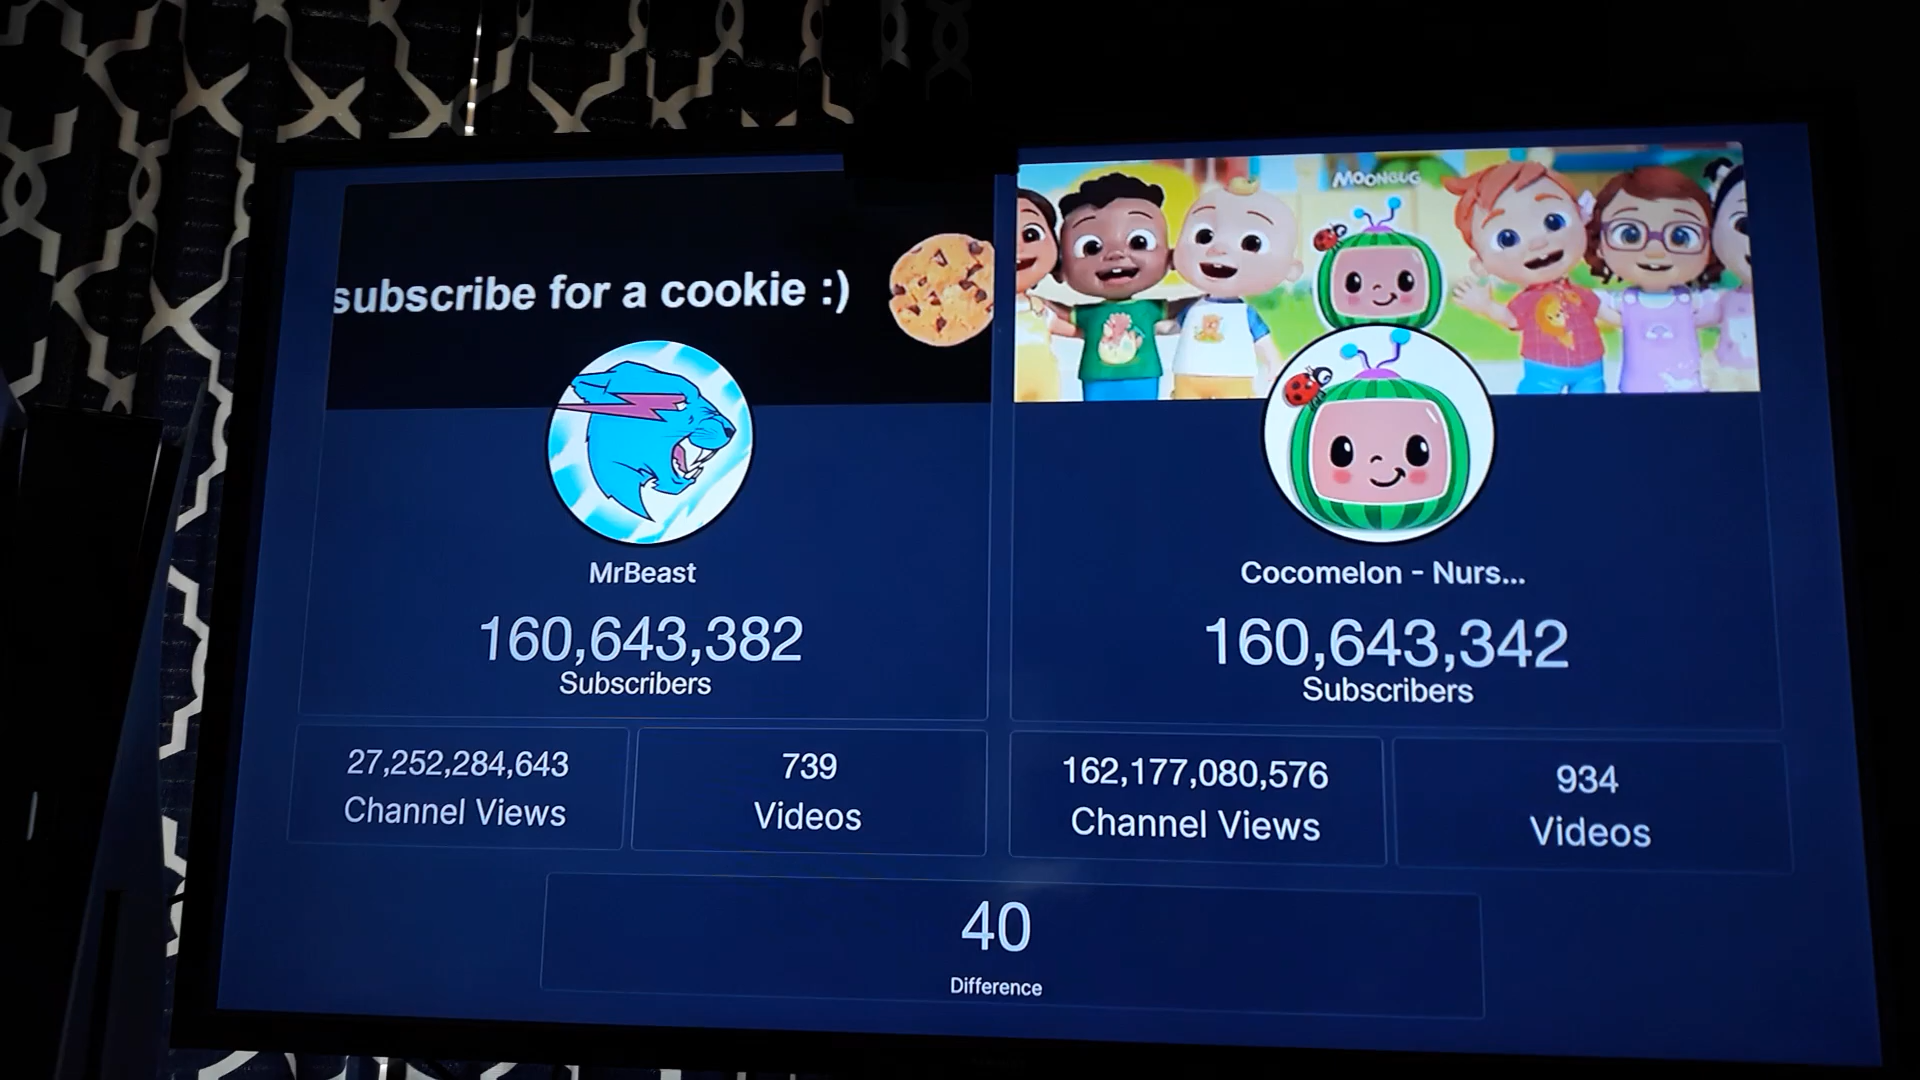 subscribe for a cookie :)
MOONBUG
MrBeast
160,643,382
Subscribers
27,252,284,643
Channel Views
739
Videos
Cocomelon - Nurs...
160,643,342
Subscribers
162,177,080,576
Channel Views
934
Videos
40
Difference